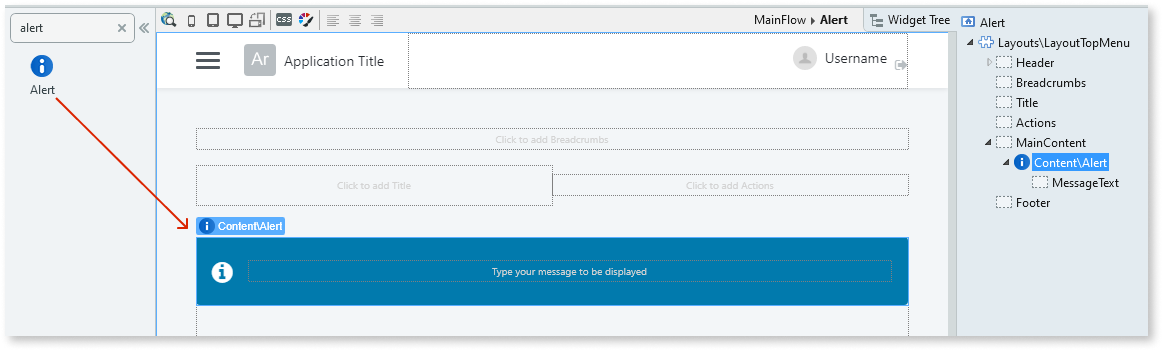 alert
Alert
CSS
MainFlow Alert
Widget Tree
Ar Application Title
Username
Click to add Breadcrumbs
Click to add Title
Click to add Actions
Content\Alert
Type your message to be displayed
Alert
Layouts\LayoutTopMenu
Header
Breadcrumbs
Title
Actions
MainContent
Content\Alert
MessageText
Footer